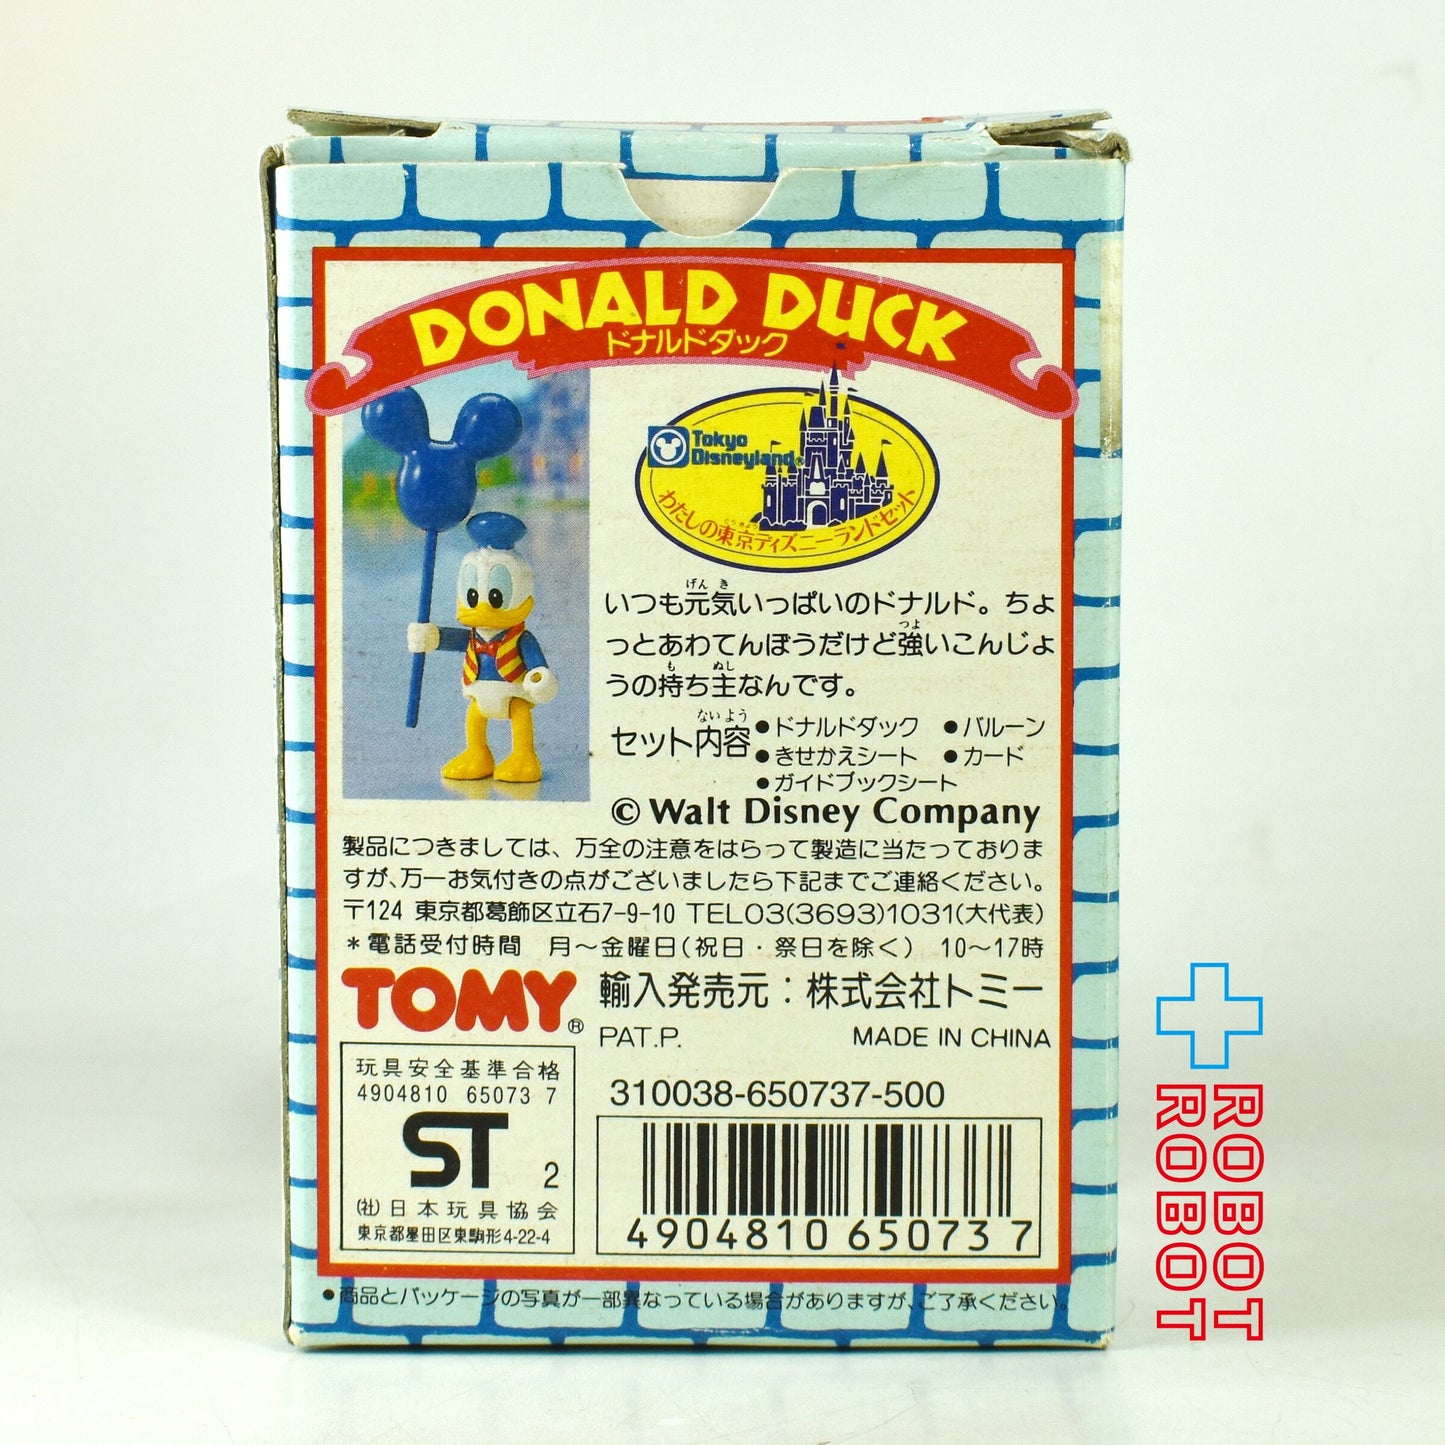 DONALD DUCK
ドナルドダック
Tokyo
Disneyland®
わたしの東京ディズニーランドセット
いつも元気いっぱいのドナルド。ちょ
っとあわてんぼうだけど強いこんじょ
うの持ち主なんです。
セット内容 ●ドナルドダック ●バルーン
●きせかえシート ●カード
●ガイドブックシート
© Walt Disney Company
製品につきましては、万全の注意をはらって製造に当たっておりま
すが、万一お気付きの点がございましたら下記までご連絡ください。
〒124 東京都葛飾区立石7-9-10 TEL03(3693)1031(大代表)
*電話受付時間 月〜金曜日(祝日・祭日を除く) 10〜17時
TOMY® 輸入発売元：株式会社トミー
PAT.P. MADE IN CHINA
玩具安全基準合格
4904810 65073 7
ST 2
(社)日本玩具協会
東京都墨田区東駒形4-22-4
310038-650737-500
4904810 650737
●商品とパッケージの写真が一部異なっている場合がありますが、ご了承ください。
ROBOT
ROBOT